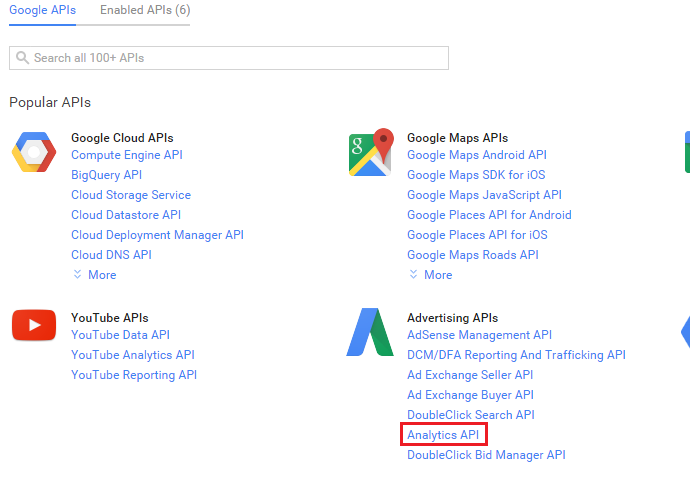 Google APIs Enabled APIs (6)
Search all 100+ APIs
Popular APIs
Google Cloud APIs
Compute Engine API
BigQuery API
Cloud Storage Service
Cloud Datastore API
Cloud Deployment Manager API
Cloud DNS API
More
Google Maps APIs
Google Maps Android API
Google Maps SDK for iOS
Google Maps JavaScript API
Google Places API for Android
Google Places API for iOS
Google Maps Roads API
More
YouTube APIs
YouTube Data API
YouTube Analytics API
YouTube Reporting API
Advertising APIs
AdSense Management API
DCM/DFA Reporting And Trafficking API
Ad Exchange Seller API
Ad Exchange Buyer API
DoubleClick Search API
Analytics API
DoubleClick Bid Manager API